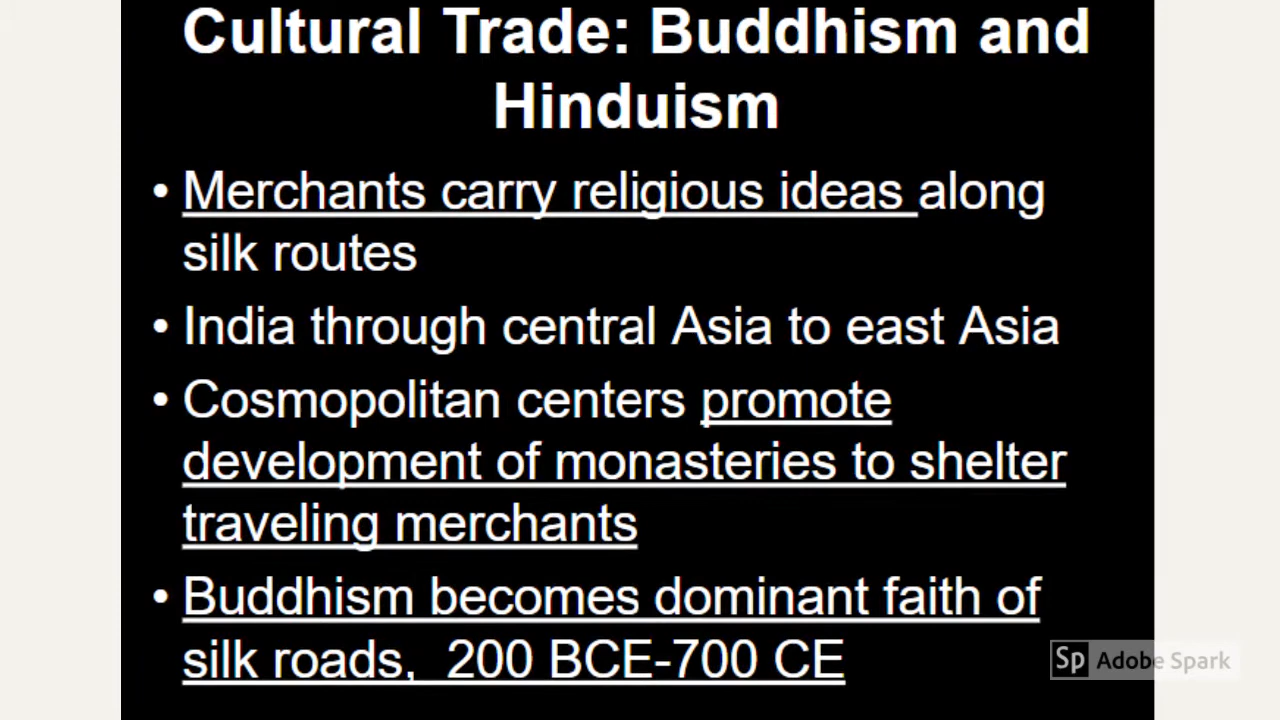 Cultural Trade: Buddhism and
Hinduism
• Merchants carry religious ideas along
silk routes
• India through central Asia to east Asia
• Cosmopolitan centers promote
development of monasteries to shelter
traveling merchants
• Buddhism becomes dominant faith of
silk roads,  200 BCE-700 CE
Sp Adobe Spark